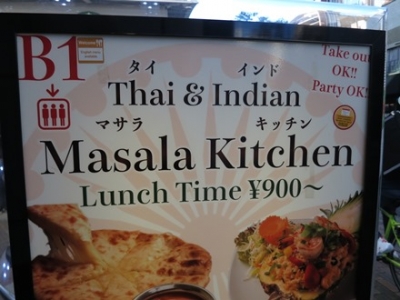 B1
Take out
OK!!
Party OK!
タイ インド
Thai & Indian
マサラ キッチン
Masala Kitchen
Lunch Time ¥900～